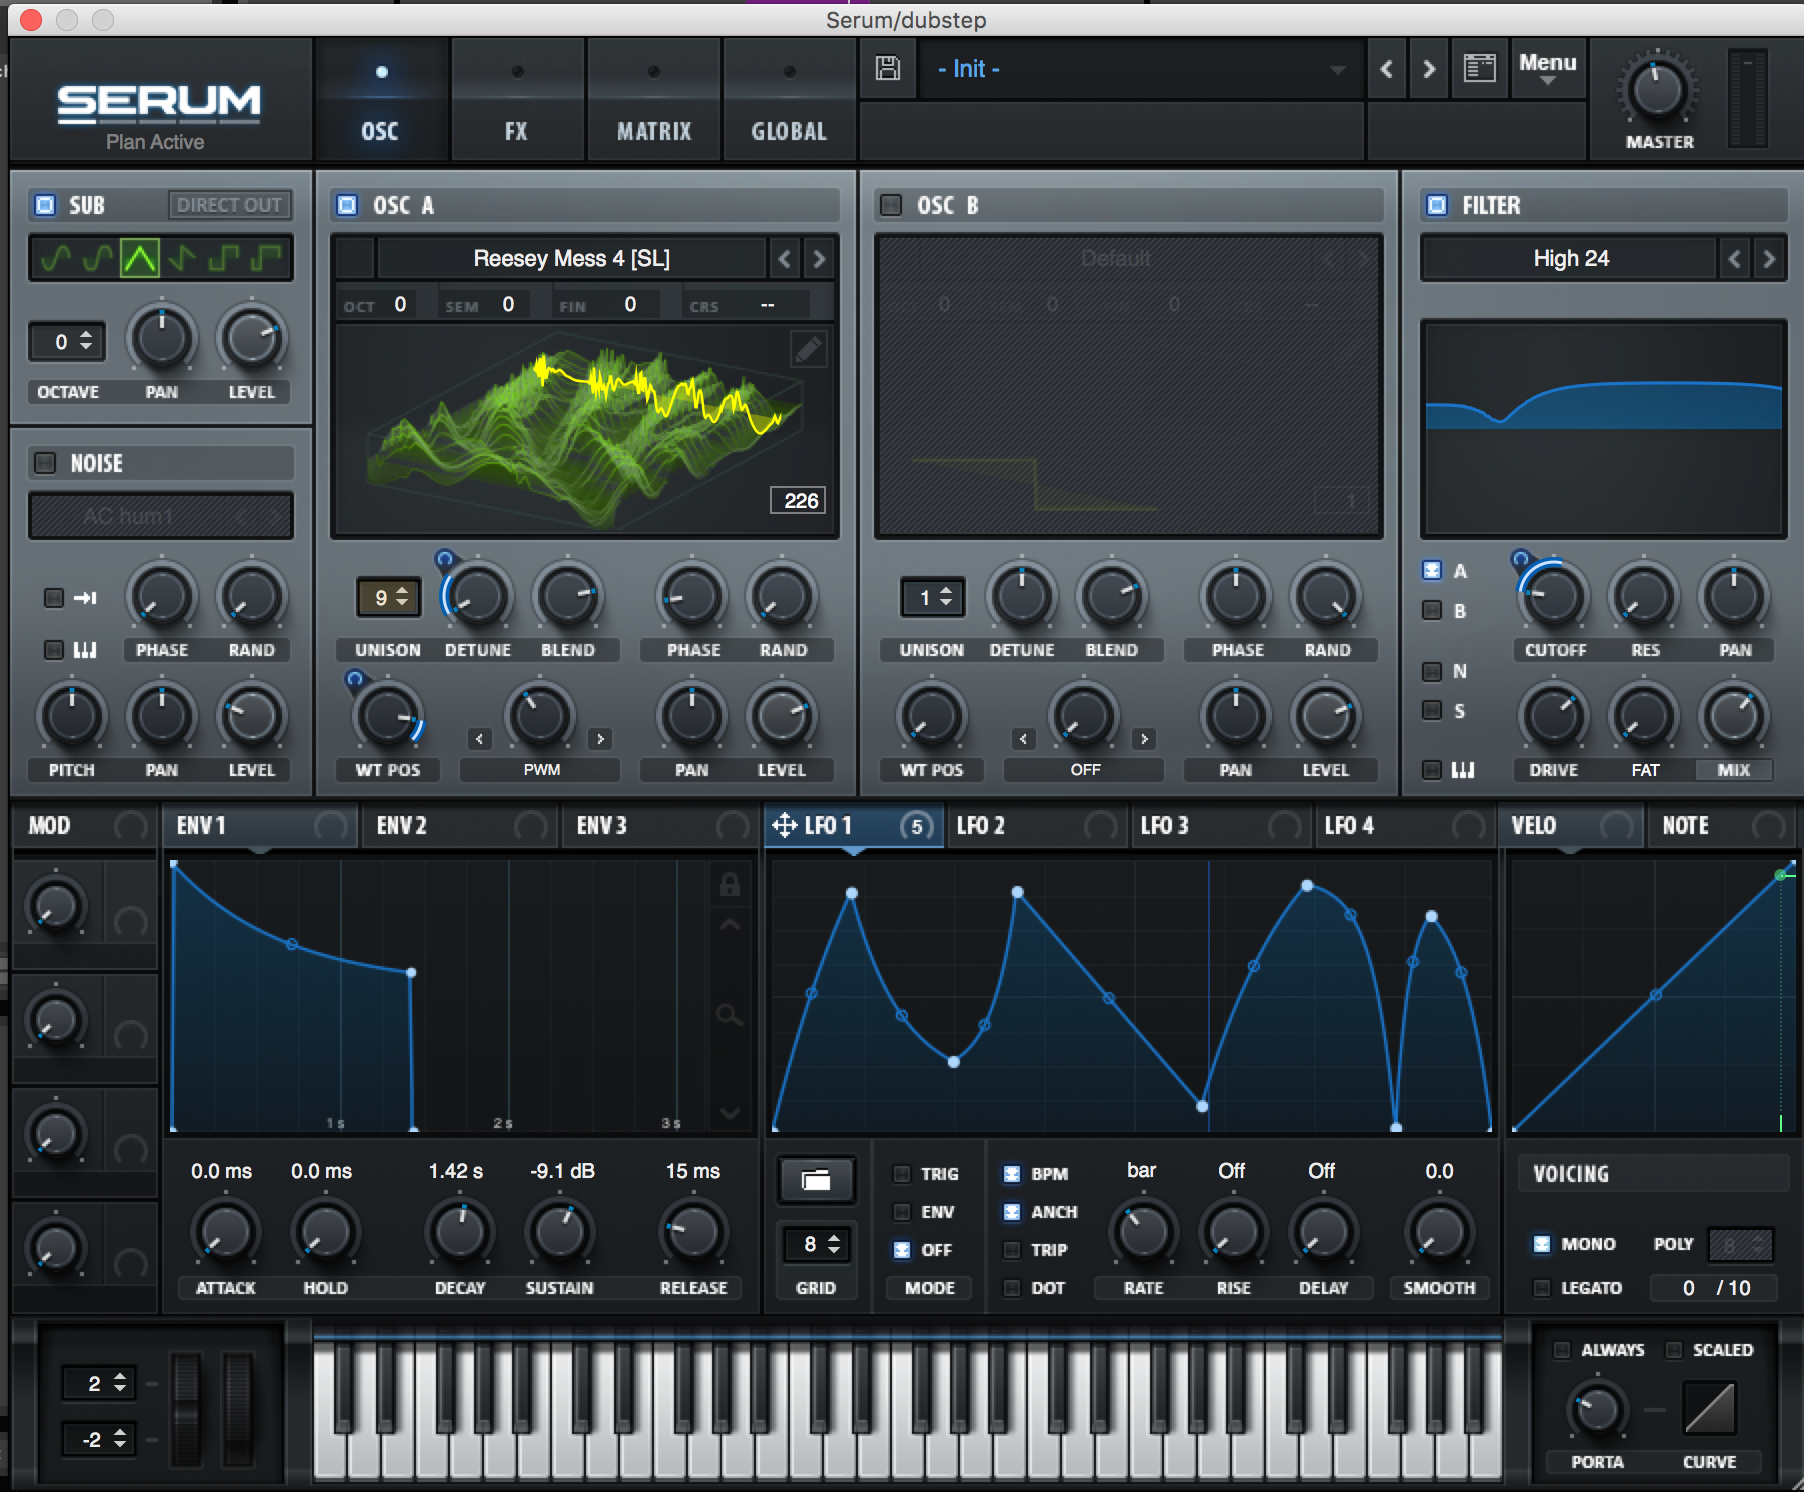 Serum/dubstep
SERUM
Plan Active
OSC
FX
MATRIX
GLOBAL
- Init -
Menu
MASTER
SUB
DIRECT OUT
0
OCTAVE
PAN
LEVEL
NOISE
AC hum1
PHASE
RAND
PITCH
PAN
LEVEL
OSC A
Reesey Mess 4 [SL]
OCT 0
SEM 0
FIN 0
CRS --
226
9
UNISON
DETUNE
BLEND
PHASE
RAND
WT POS
PWM
PAN
LEVEL
OSC B
Default
0
0
0
--
1
1
UNISON
DETUNE
BLEND
PHASE
RAND
WT POS
OFF
PAN
LEVEL
FILTER
High 24
A
B
N
S
CUTOFF
RES
PAN
DRIVE
FAT
MIX
MOD
ENV 1
ENV 2
ENV 3
LFO 1
5
LFO 2
LFO 3
LFO 4
VELO
NOTE
1 s
2 s
3 s
0.0 ms
0.0 ms
1.42 s
-9.1 dB
15 ms
ATTACK
HOLD
DECAY
SUSTAIN
RELEASE
8
GRID
TRIG
ENV
OFF
MODE
BPM
ANCH
TRIP
DOT
bar
Off
Off
0.0
RATE
RISE
DELAY
SMOOTH
VOICING
MONO
POLY
8
LEGATO
0 / 10
2
-2
ALWAYS
SCALED
PORTA
CURVE